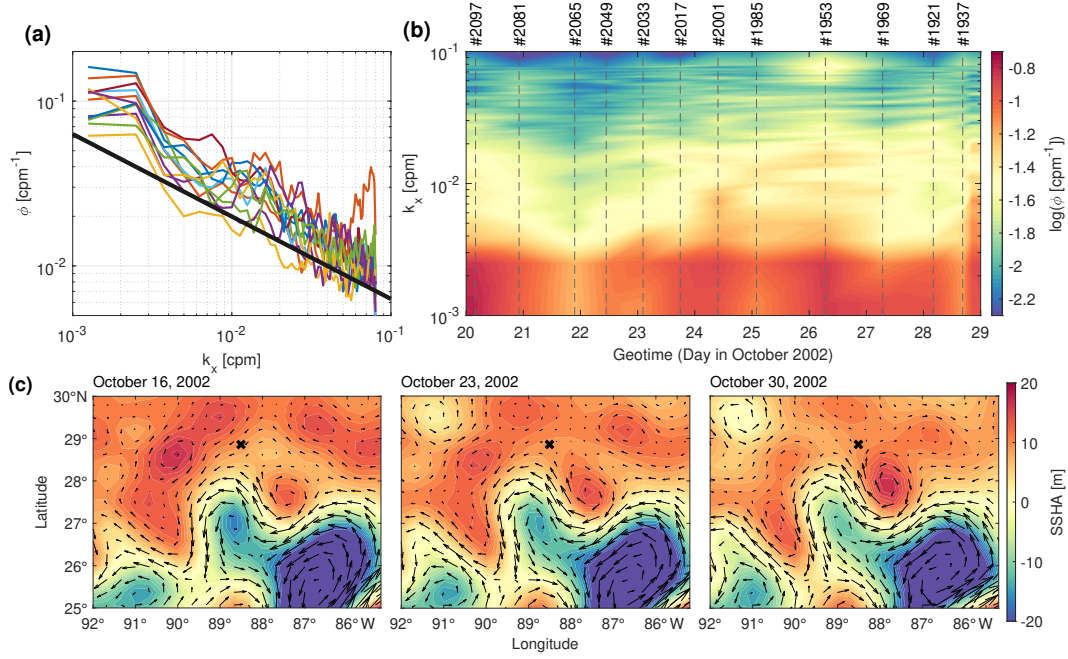 (a)
ϕ [cpm⁻¹]
10⁻¹
10⁻²
10⁻³
10⁻²
10⁻¹
kₓ [cpm]
(b)
#2097
#2081
#2065
#2049
#2033
#2017
#2001
#1985
#1953
#1969
#1921
#1937
kₓ [cpm]
10⁻¹
10⁻²
10⁻³
20 21 22 23 24 25 26 27 28 29
Geotime (Day in October 2002)
-0.8
-1
-1.2
-1.4
-1.6
-1.8
-2
-2.2
log(ϕ [cpm⁻¹])
(c)
October 16, 2002
October 23, 2002
October 30, 2002
Latitude
30°N
29°
28°
27°
26°
25°
92° 91° 90° 89° 88° 87° 86°W
92° 91° 90° 89° 88° 87° 86°W
92° 91° 90° 89° 88° 87° 86°W
Longitude
20
10
0
-10
-20
SSHA [m]